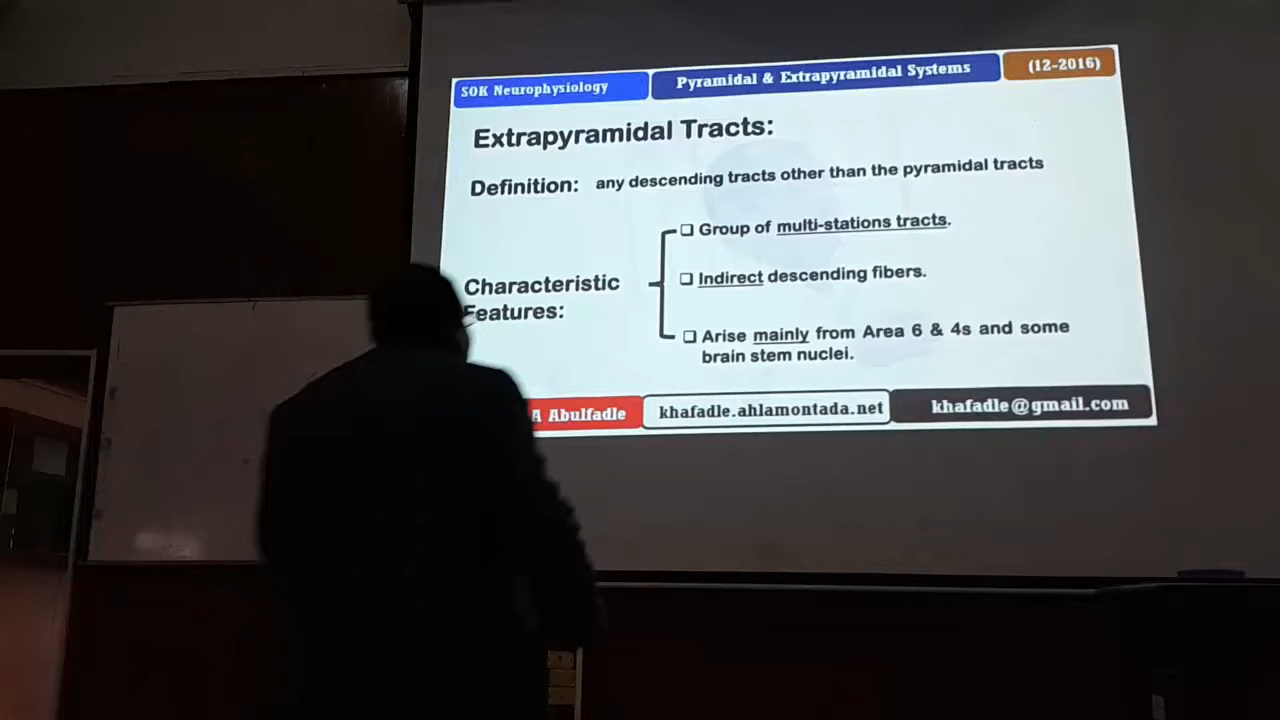 SOK Neurophysiology
Pyramidal & Extrapyramidal Systems
(12-2016)
Extrapyramidal Tracts:
Definition: any descending tracts other than the pyramidal tracts
Characteristic
Features:
❑ Group of multi-stations tracts.
❑ Indirect descending fibers.
❑ Arise mainly from Area 6 & 4s and some
brain stem nuclei.
A Abulfadle
khafadle.ahlamontada.net
khafadle@gmail.com